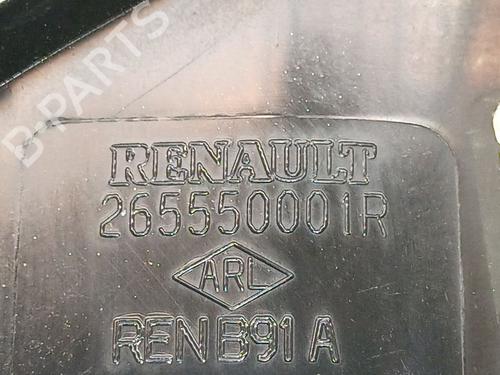 B-PARTS
RENAULT
265550001R
ARL
REN B91 A